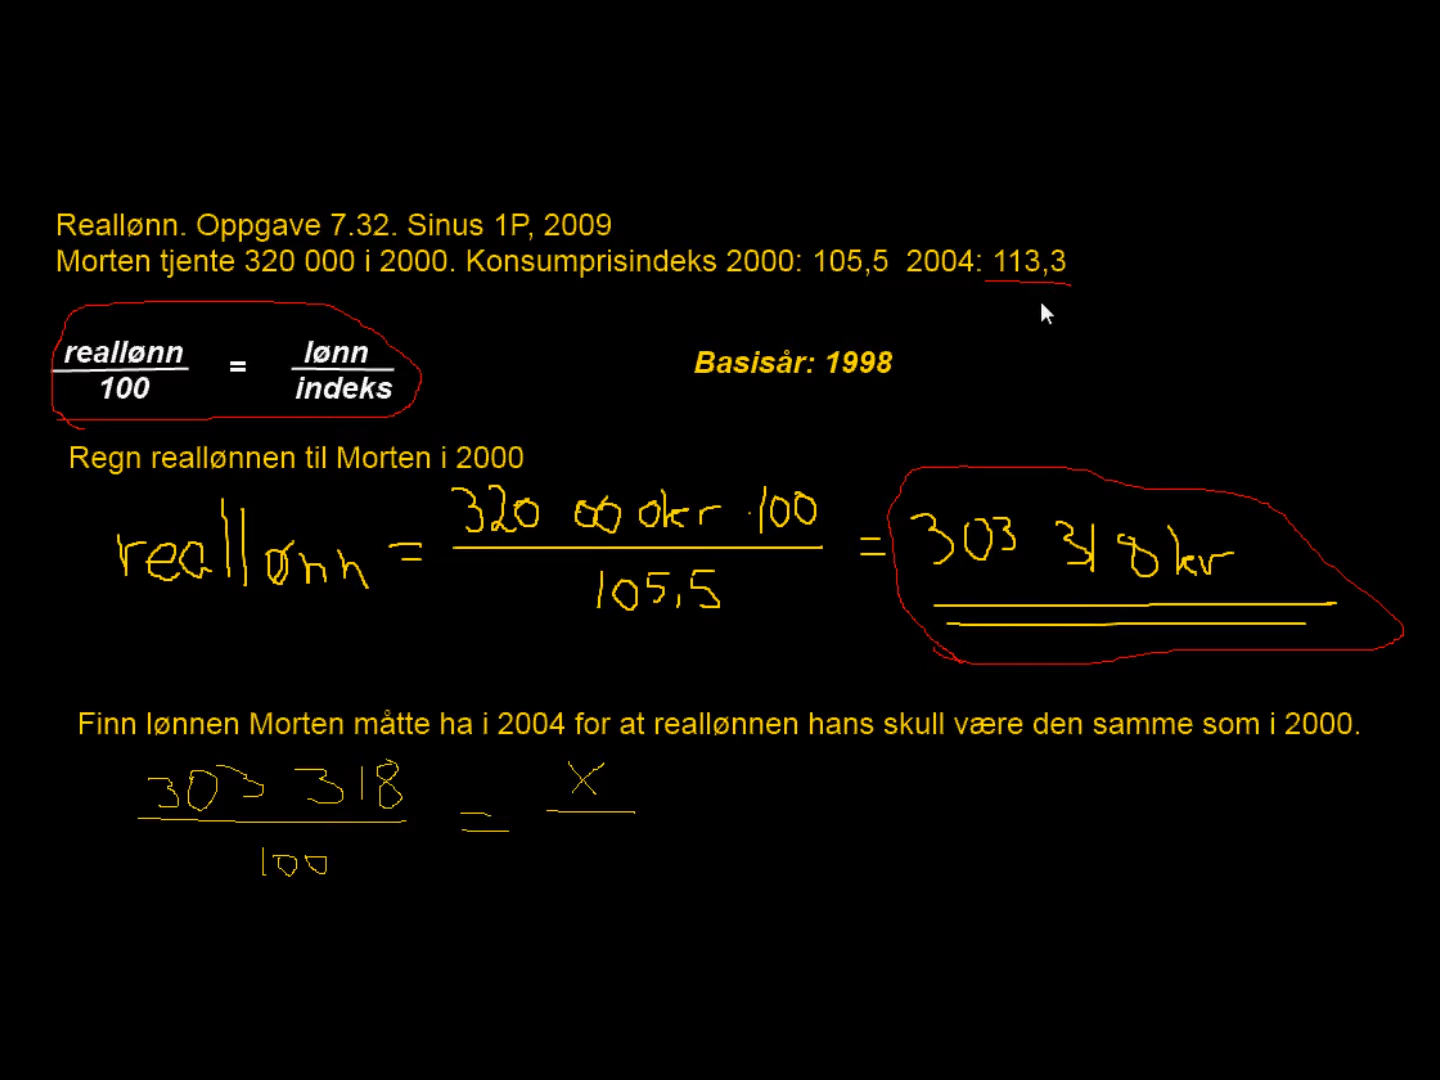 Reallønn. Oppgave 7.32. Sinus 1P, 2009
Morten tjente 320 000 i 2000. Konsumprisindeks 2000: 105,5 2004: 113,3
reallønn / 100 = lønn / indeks
Basisår: 1998
Regn reallønnen til Morten i 2000
reallønn = 320 000kr · 100 / 105,5 = 303 318 kr
Finn lønnen Morten måtte ha i 2004 for at reallønnen hans skull være den samme som i 2000.
303 318 / 100 = x